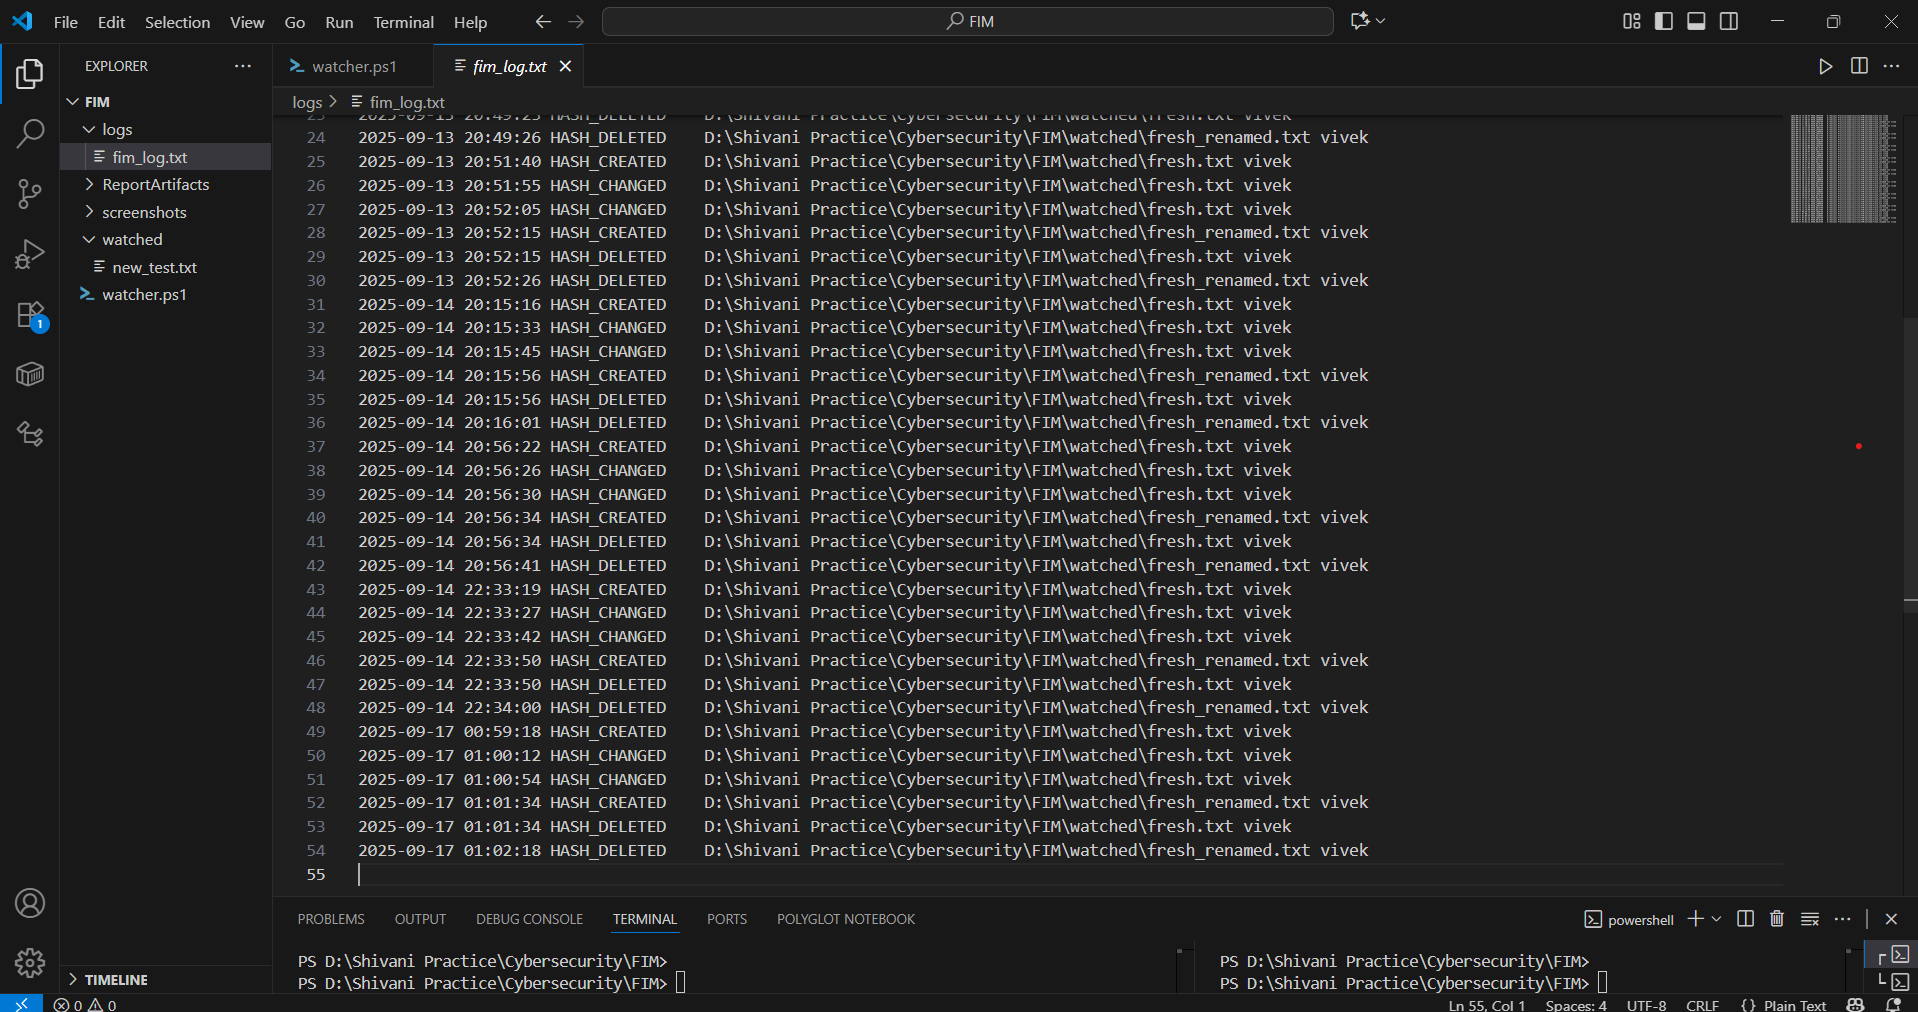 File Edit Selection View Go Run Terminal Help
FIM
EXPLORER
FIM
logs
fim_log.txt
ReportArtifacts
screenshots
watched
new_test.txt
watcher.ps1
1
TIMELINE
watcher.ps1
fim_log.txt
logs > fim_log.txt
23 2025-09-13 20:49:25 HASH_DELETED D:\Shivani Practice\Cybersecurity\FIM\watched\fresh.txt vivek
24 2025-09-13 20:49:26 HASH_DELETED D:\Shivani Practice\Cybersecurity\FIM\watched\fresh_renamed.txt vivek
25 2025-09-13 20:51:40 HASH_CREATED D:\Shivani Practice\Cybersecurity\FIM\watched\fresh.txt vivek
26 2025-09-13 20:51:55 HASH_CHANGED D:\Shivani Practice\Cybersecurity\FIM\watched\fresh.txt vivek
27 2025-09-13 20:52:05 HASH_CHANGED D:\Shivani Practice\Cybersecurity\FIM\watched\fresh.txt vivek
28 2025-09-13 20:52:15 HASH_CREATED D:\Shivani Practice\Cybersecurity\FIM\watched\fresh_renamed.txt vivek
29 2025-09-13 20:52:15 HASH_DELETED D:\Shivani Practice\Cybersecurity\FIM\watched\fresh.txt vivek
30 2025-09-13 20:52:26 HASH_DELETED D:\Shivani Practice\Cybersecurity\FIM\watched\fresh_renamed.txt vivek
31 2025-09-14 20:15:16 HASH_CREATED D:\Shivani Practice\Cybersecurity\FIM\watched\fresh.txt vivek
32 2025-09-14 20:15:33 HASH_CHANGED D:\Shivani Practice\Cybersecurity\FIM\watched\fresh.txt vivek
33 2025-09-14 20:15:45 HASH_CHANGED D:\Shivani Practice\Cybersecurity\FIM\watched\fresh.txt vivek
34 2025-09-14 20:15:56 HASH_CREATED D:\Shivani Practice\Cybersecurity\FIM\watched\fresh_renamed.txt vivek
35 2025-09-14 20:15:56 HASH_DELETED D:\Shivani Practice\Cybersecurity\FIM\watched\fresh.txt vivek
36 2025-09-14 20:16:01 HASH_DELETED D:\Shivani Practice\Cybersecurity\FIM\watched\fresh_renamed.txt vivek
37 2025-09-14 20:56:22 HASH_CREATED D:\Shivani Practice\Cybersecurity\FIM\watched\fresh.txt vivek
38 2025-09-14 20:56:26 HASH_CHANGED D:\Shivani Practice\Cybersecurity\FIM\watched\fresh.txt vivek
39 2025-09-14 20:56:30 HASH_CHANGED D:\Shivani Practice\Cybersecurity\FIM\watched\fresh.txt vivek
40 2025-09-14 20:56:34 HASH_CREATED D:\Shivani Practice\Cybersecurity\FIM\watched\fresh_renamed.txt vivek
41 2025-09-14 20:56:34 HASH_DELETED D:\Shivani Practice\Cybersecurity\FIM\watched\fresh.txt vivek
42 2025-09-14 20:56:41 HASH_DELETED D:\Shivani Practice\Cybersecurity\FIM\watched\fresh_renamed.txt vivek
43 2025-09-14 22:33:19 HASH_CREATED D:\Shivani Practice\Cybersecurity\FIM\watched\fresh.txt vivek
44 2025-09-14 22:33:27 HASH_CHANGED D:\Shivani Practice\Cybersecurity\FIM\watched\fresh.txt vivek
45 2025-09-14 22:33:42 HASH_CHANGED D:\Shivani Practice\Cybersecurity\FIM\watched\fresh.txt vivek
46 2025-09-14 22:33:50 HASH_CREATED D:\Shivani Practice\Cybersecurity\FIM\watched\fresh_renamed.txt vivek
47 2025-09-14 22:33:50 HASH_DELETED D:\Shivani Practice\Cybersecurity\FIM\watched\fresh.txt vivek
48 2025-09-14 22:34:00 HASH_DELETED D:\Shivani Practice\Cybersecurity\FIM\watched\fresh_renamed.txt vivek
49 2025-09-17 00:59:18 HASH_CREATED D:\Shivani Practice\Cybersecurity\FIM\watched\fresh.txt vivek
50 2025-09-17 01:00:12 HASH_CHANGED D:\Shivani Practice\Cybersecurity\FIM\watched\fresh.txt vivek
51 2025-09-17 01:00:54 HASH_CHANGED D:\Shivani Practice\Cybersecurity\FIM\watched\fresh.txt vivek
52 2025-09-17 01:01:34 HASH_CREATED D:\Shivani Practice\Cybersecurity\FIM\watched\fresh_renamed.txt vivek
53 2025-09-17 01:01:34 HASH_DELETED D:\Shivani Practice\Cybersecurity\FIM\watched\fresh.txt vivek
54 2025-09-17 01:02:18 HASH_DELETED D:\Shivani Practice\Cybersecurity\FIM\watched\fresh_renamed.txt vivek
55
PROBLEMS OUTPUT DEBUG CONSOLE TERMINAL PORTS POLYGLOT NOTEBOOK
powershell
PS D:\Shivani Practice\Cybersecurity\FIM>
PS D:\Shivani Practice\Cybersecurity\FIM>
PS D:\Shivani Practice\Cybersecurity\FIM>
PS D:\Shivani Practice\Cybersecurity\FIM>
0 0
Ln 55, Col 1 Spaces: 4 UTF-8 CRLF {} Plain Text